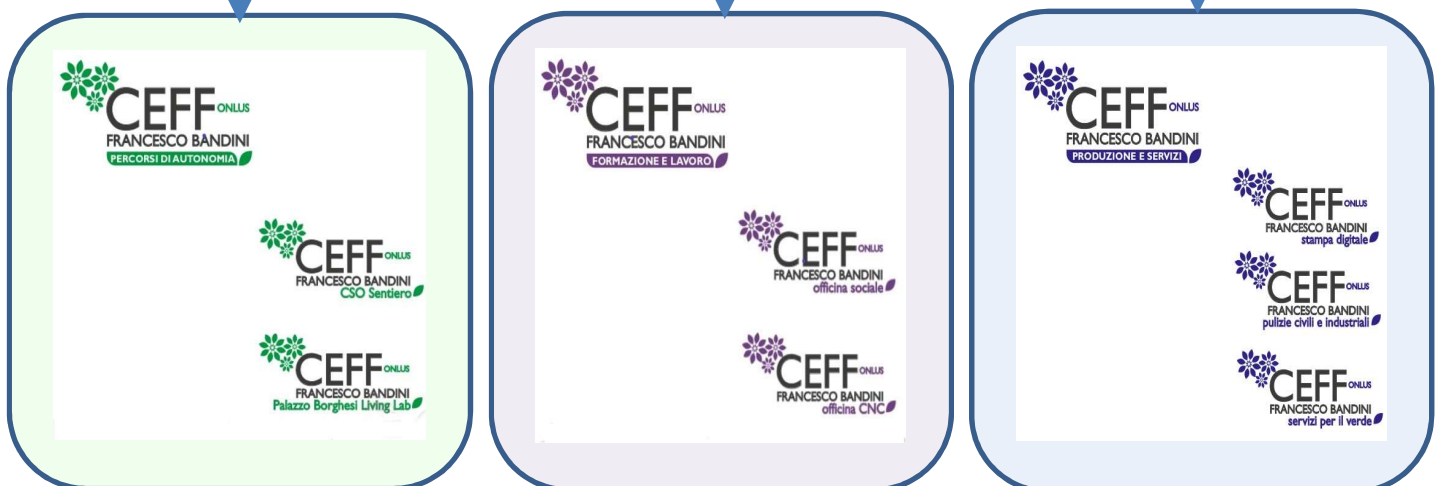 CEFF ONLUS
FRANCESCO BANDINI
PERCORSI DI AUTONOMIA
CEFF ONLUS
FRANCESCO BANDINI
CSO Sentiero
CEFF ONLUS
FRANCESCO BANDINI
Palazzo Borghesi Living Lab
CEFF ONLUS
FRANCESCO BANDINI
FORMAZIONE E LAVORO
CEFF ONLUS
FRANCESCO BANDINI
officina sociale
CEFF ONLUS
FRANCESCO BANDINI
officina CNC
CEFF ONLUS
FRANCESCO BANDINI
PRODUZIONE E SERVIZI
CEFF ONLUS
FRANCESCO BANDINI
stampa digitale
CEFF ONLUS
FRANCESCO BANDINI
pulizie civili e industriali
CEFF ONLUS
FRANCESCO BANDINI
servizi per il verde